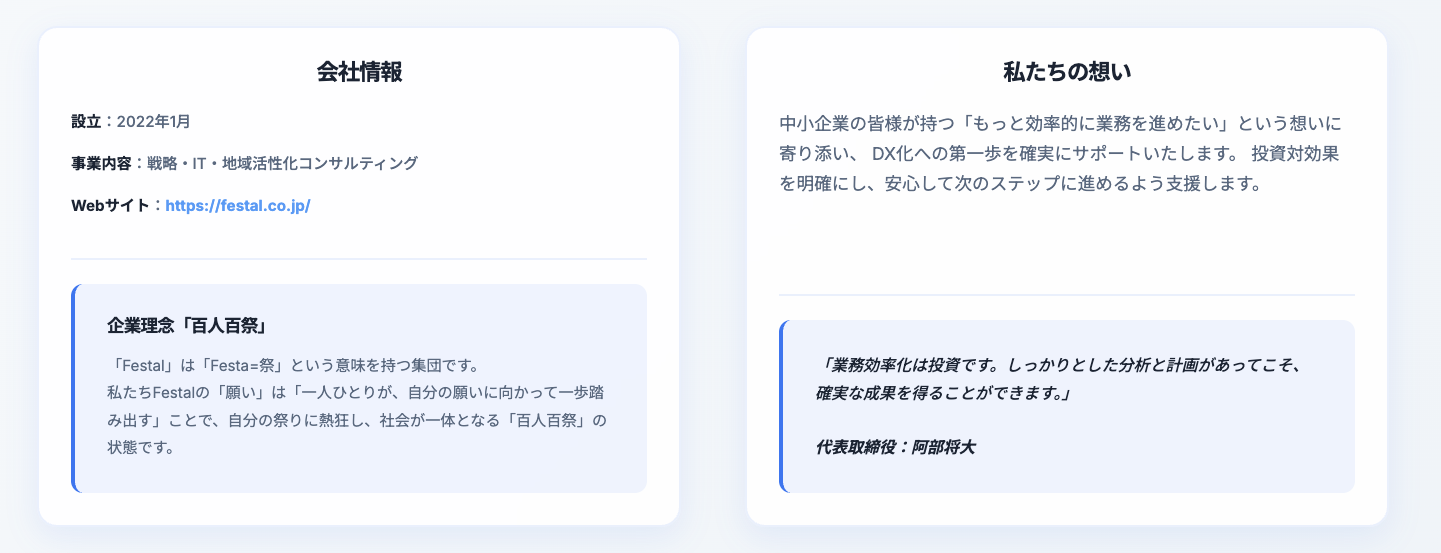 会社情報
設立：2022年1月
事業内容：戦略・IT・地域活性化コンサルティング
Webサイト：https://festal.co.jp/
企業理念「百人百祭」
「Festal」は「Festa=祭」という意味を持つ集団です。
私たちFestalの「願い」は「一人ひとりが、自分の願いに向かって一歩踏
み出す」ことで、自分の祭りに熱狂し、社会が一体となる「百人百祭」の
状態です。
私たちの想い
中小企業の皆様が持つ「もっと効率的に業務を進めたい」という想いに
寄り添い、 DX化への第一歩を確実にサポートいたします。 投資対効果
を明確にし、安心して次のステップに進めるよう支援します。
「業務効率化は投資です。しっかりとした分析と計画があってこそ、
確実な成果を得ることができます。」
代表取締役：阿部将大